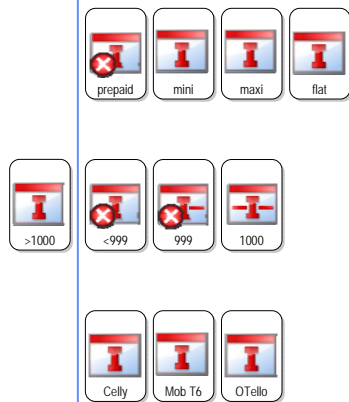 prepaid mini maxi flat
>1000 <999 999 1000
Celly Mob T6 OTello